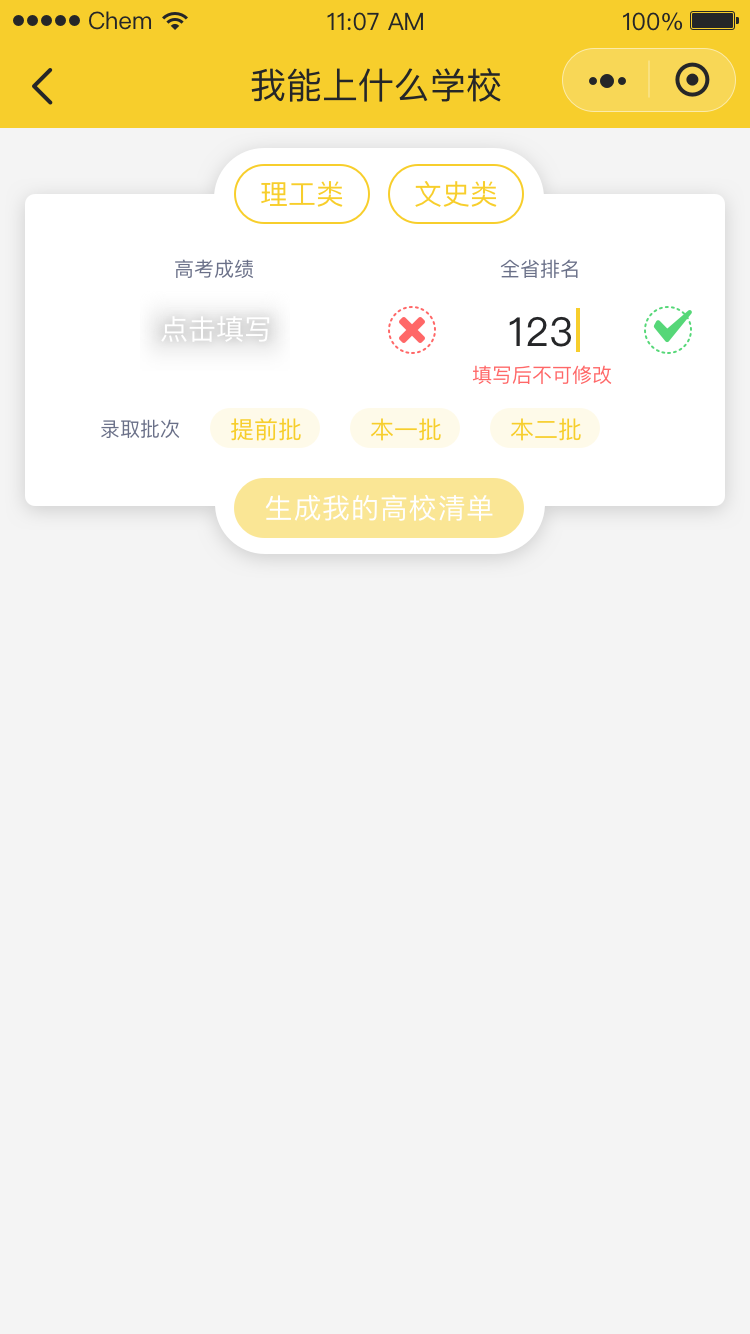 Chem 11:07 AM 100%
我能上什么学校
理工类 文史类
高考成绩 全省排名
点击填写 123
填写后不可修改
录取批次 提前批 本一批 本二批
生成我的高校清单